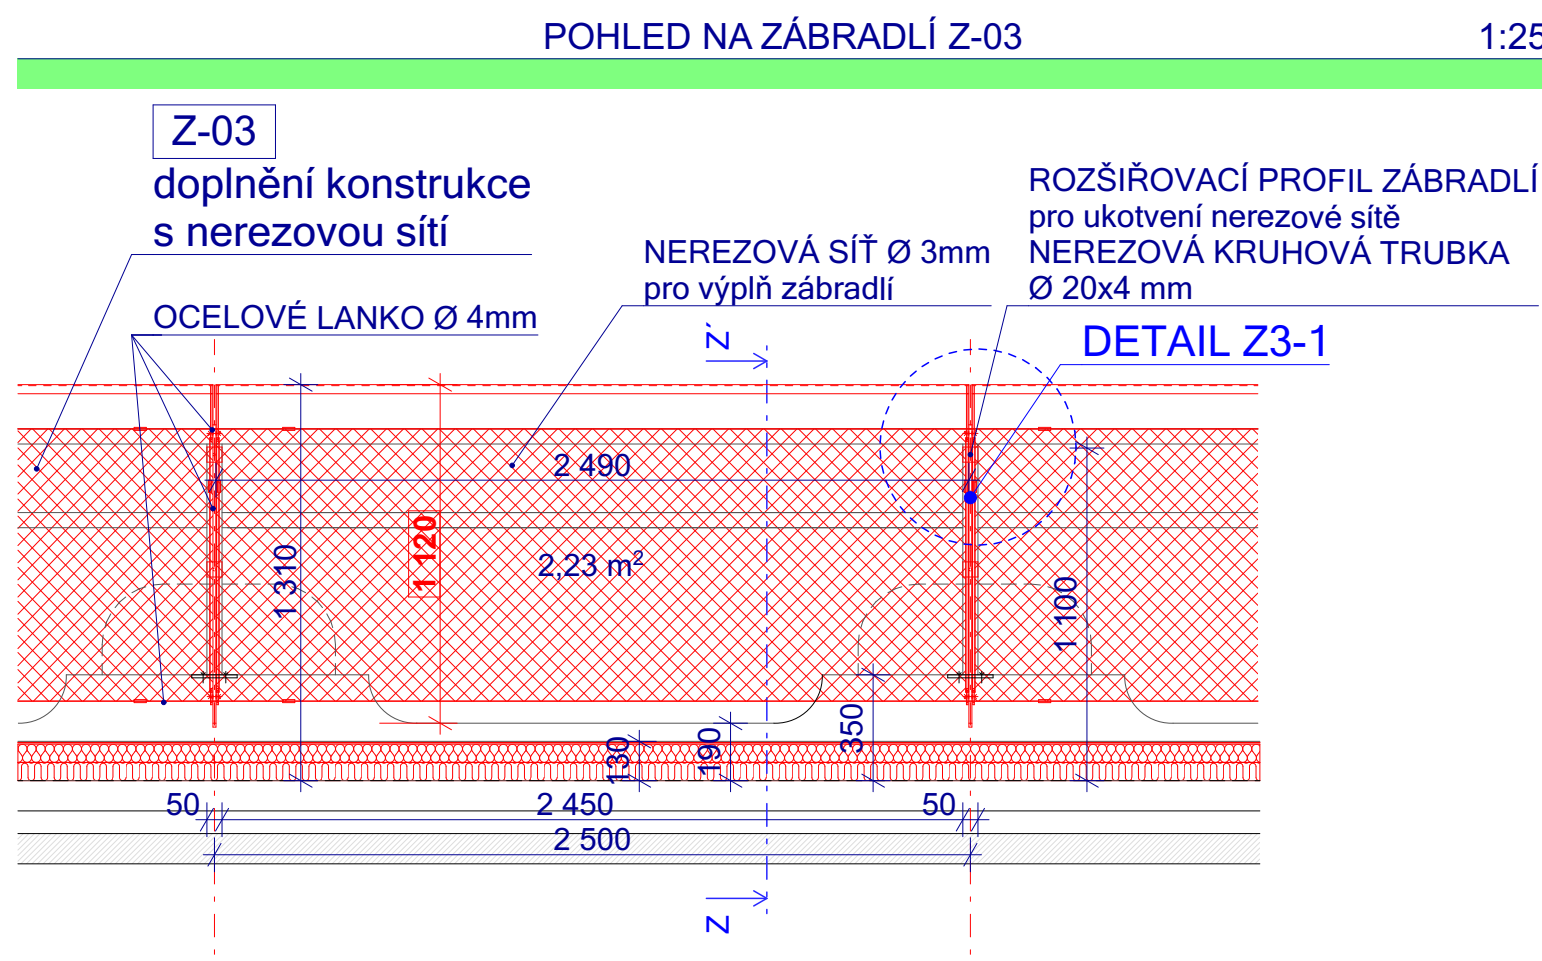 POHLED NA ZÁBRADLÍ Z-03
1:25
Z-03
doplnění konstrukce
s nerezovou sítí
OCELOVÉ LANKO Ø 4mm
NEREZOVÁ SÍŤ Ø 3mm
pro výplň zábradlí
ROZŠIŘOVACÍ PROFIL ZÁBRADLÍ
pro ukotvení nerezové sítě
NEREZOVÁ KRUHOVÁ TRUBKA
Ø 20x4 mm
DETAIL Z3-1
Z'
2 490
1 310
1 120
2,23 m²
1 100
350
190
130
50
2 450
50
2 500
Z